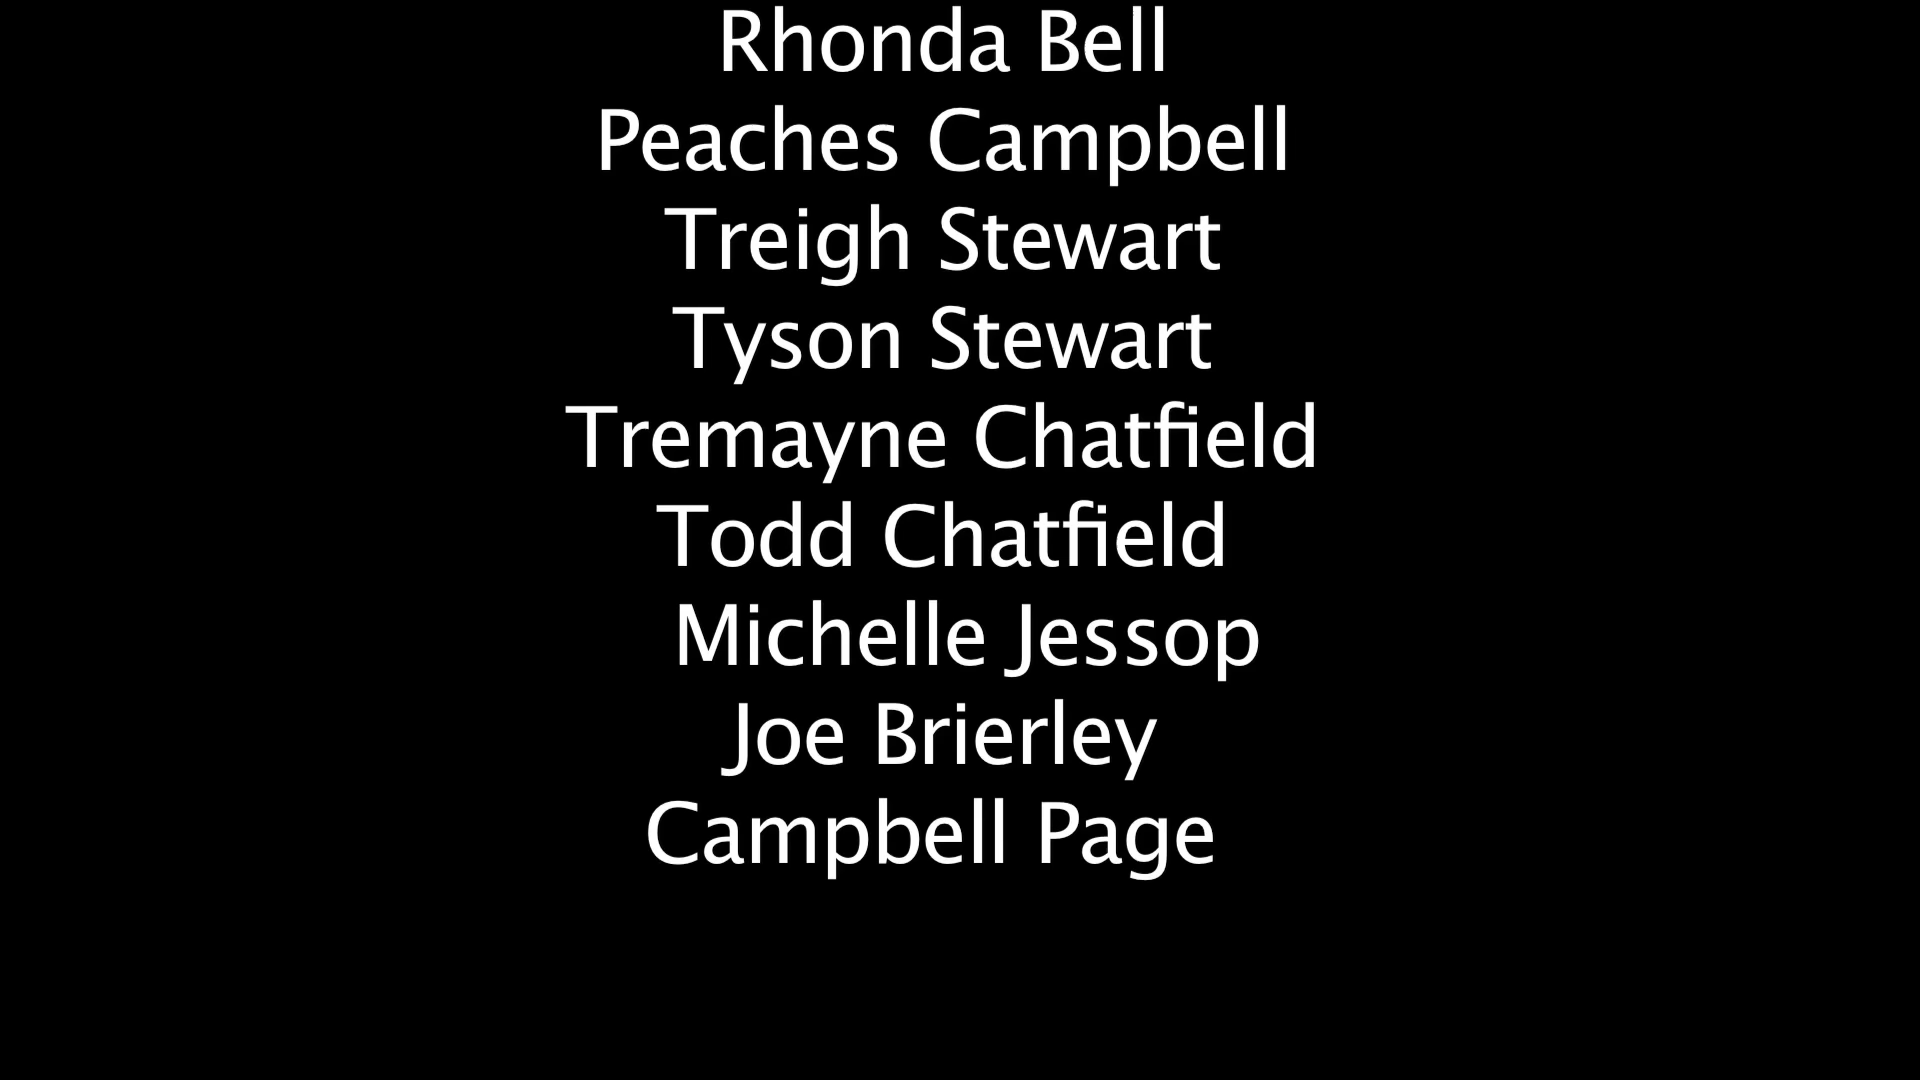 Rhonda Bell
Peaches Campbell
Treigh Stewart
Tyson Stewart
Tremayne Chatfield
Todd Chatfield
Michelle Jessop
Joe Brierley
Campbell Page